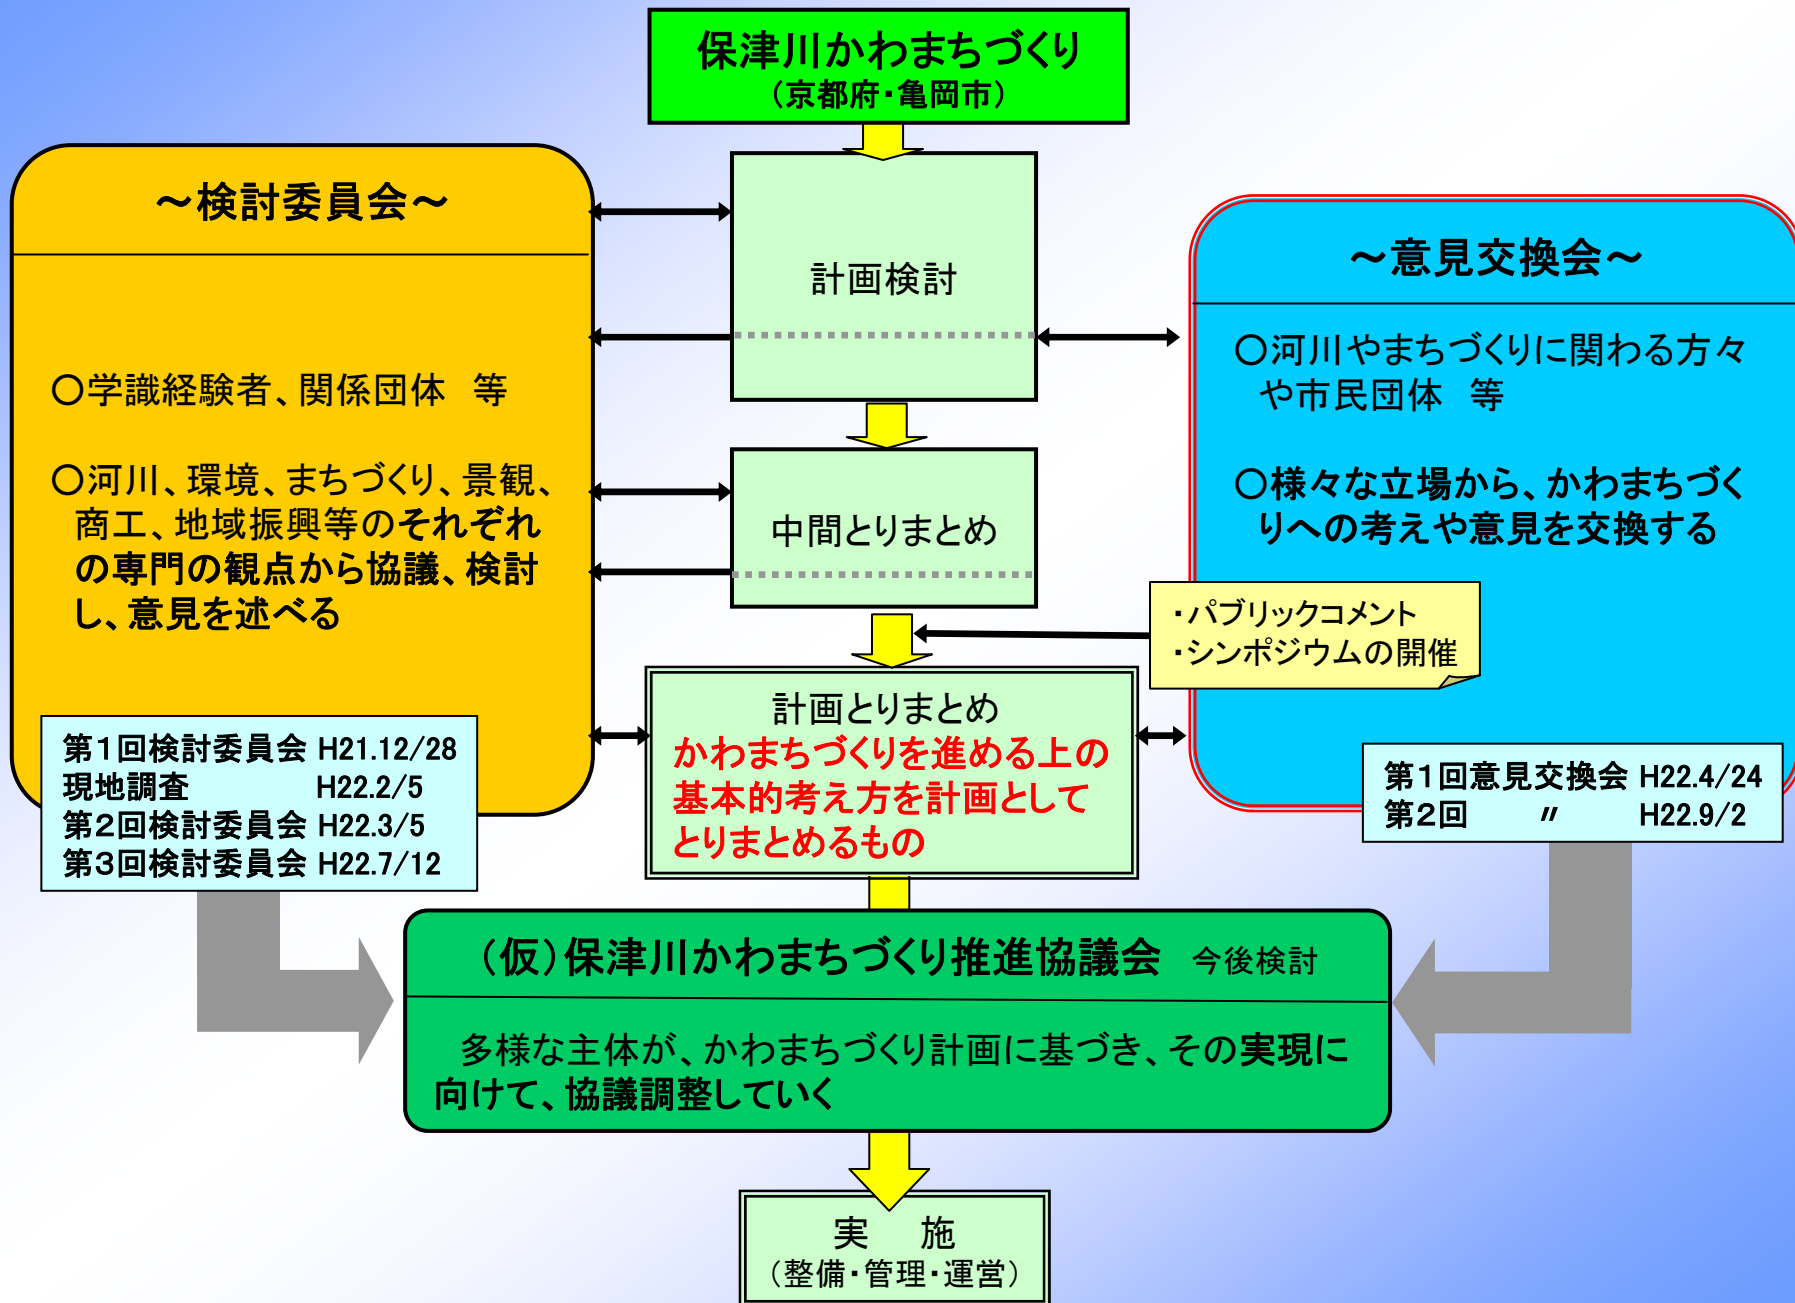 保津川かわまちづくり
(京都府・亀岡市)
～検討委員会～
○学識経験者、関係団体　等
○河川、環境、まちづくり、景観、
商工、地域振興等のそれぞれ
の専門の観点から協議、検討
し、意見を述べる
第1回検討委員会 H21.12/28
現地調査 H22.2/5
第2回検討委員会 H22.3/5
第3回検討委員会 H22.7/12
計画検討
中間とりまとめ
・パブリックコメント
・シンポジウムの開催
計画とりまとめ
かわまちづくりを進める上の
基本的考え方を計画として
とりまとめるもの
～意見交換会～
○河川やまちづくりに関わる方々
や市民団体　等
○様々な立場から、かわまちづく
りへの考えや意見を交換する
第1回意見交換会 H22.4/24
第2回　〃　H22.9/2
(仮)保津川かわまちづくり推進協議会　今後検討
多様な主体が、かわまちづくり計画に基づき、その実現に
向けて、協議調整していく
実　施
(整備・管理・運営)